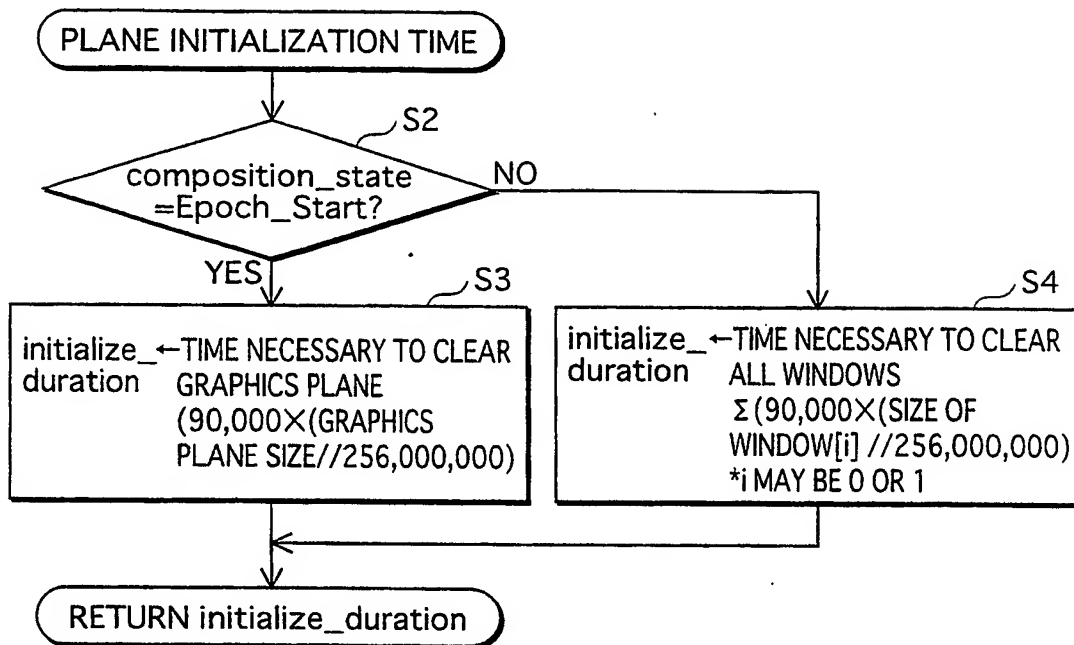 PLANE INITIALIZATION TIME
S2
composition_state
=Epoch_Start?
NO
YES
S3
initialize_←TIME NECESSARY TO CLEAR
duration GRAPHICS PLANE
(90,000×(GRAPHICS
PLANE SIZE//256,000,000)
S4
initialize_←TIME NECESSARY TO CLEAR
duration ALL WINDOWS
Σ(90,000×(SIZE OF
WINDOW[i] //256,000,000)
*i MAY BE 0 OR 1
RETURN initialize_duration